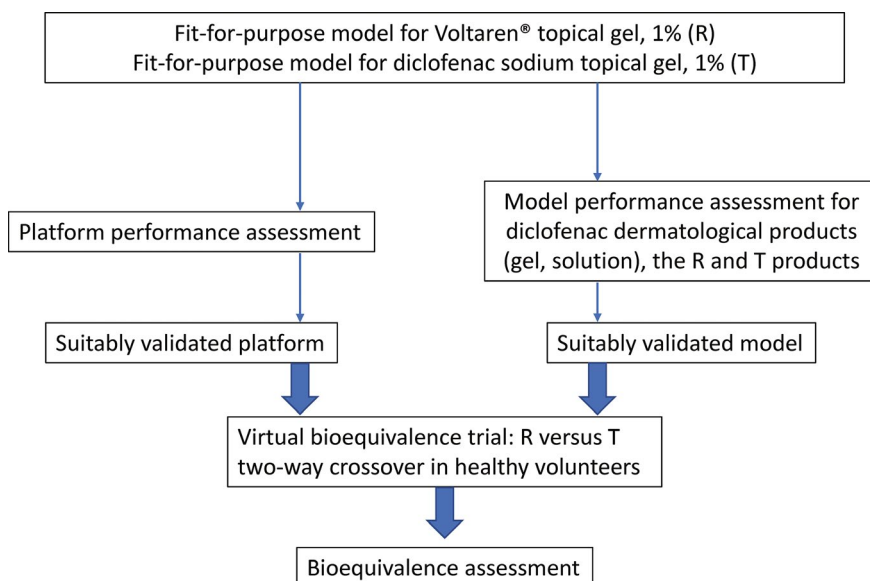 Fit-for-purpose model for Voltaren® topical gel, 1% (R)
Fit-for-purpose model for diclofenac sodium topical gel, 1% (T)
Platform performance assessment
Model performance assessment for
diclofenac dermatological products
(gel, solution), the R and T products
Suitably validated platform
Suitably validated model
Virtual bioequivalence trial: R versus T
two-way crossover in healthy volunteers
Bioequivalence assessment